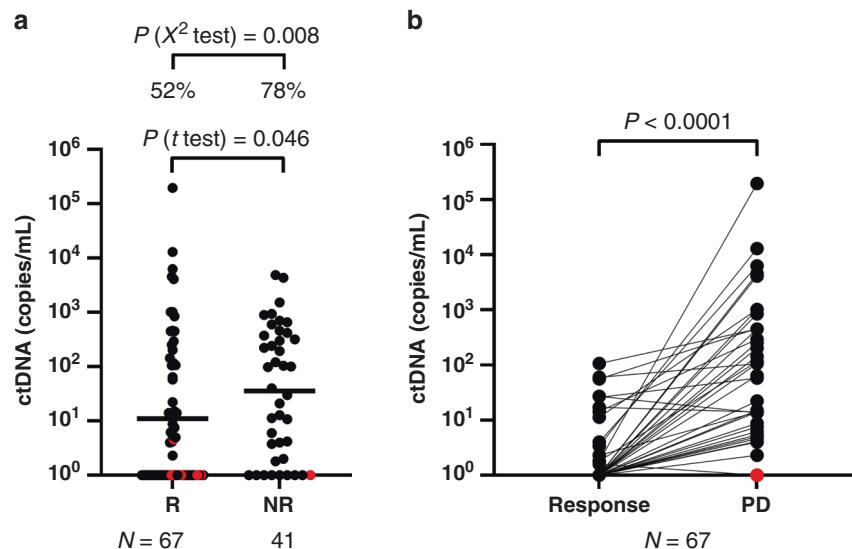 a
P (X² test) = 0.008
52% 78%
P (t test) = 0.046
10⁶
10⁵
10⁴
10³
10²
10¹
10⁰
ctDNA (copies/mL)
R NR
N = 67 41
b
P < 0.0001
10⁶
10⁵
10⁴
10³
10²
10¹
10⁰
ctDNA (copies/mL)
Response PD
N = 67